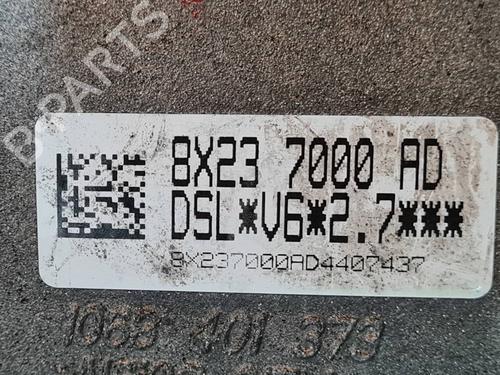 B-PARTS
8X23 7000 AD
DSL*V6*2.7***
8X237000AD4407437
1068 401 373